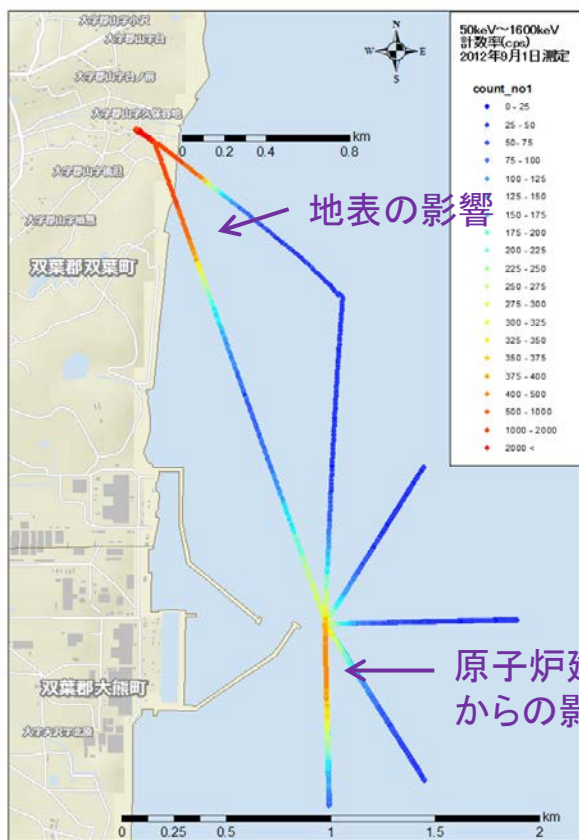 N
W E
S
50keV～1600keV
計数率(cps)
2012年9月1日測定
count_no1
0 - 25
25 - 50
50 - 75
75 - 100
100 - 125
125 - 150
150 - 175
175 - 200
200 - 225
225 - 250
250 - 275
275 - 300
300 - 325
325 - 350
350 - 375
375 - 400
400 - 500
500 - 1000
1000 - 2000
2000 <
km
0 0.2 0.4 0.8
地表の影響
双葉郡双葉町
原子炉建
からの影
双葉郡大熊町
km
0 0.25 0.5 1 1.5 2